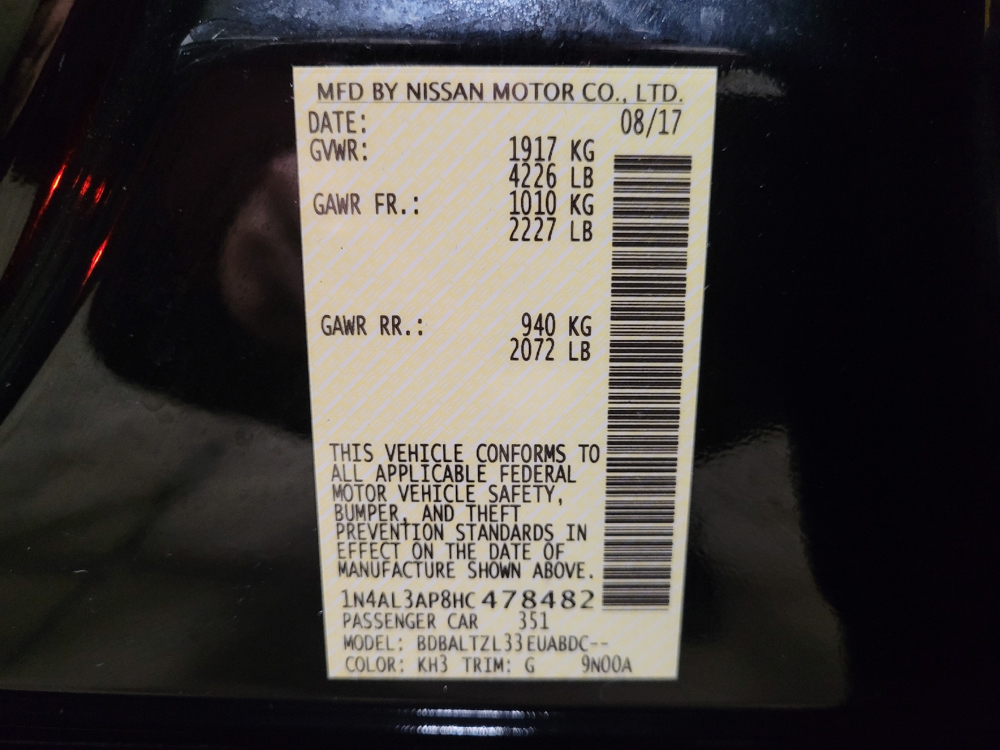 MFD BY NISSAN MOTOR CO., LTD.
DATE: 08/17
GVWR: 1917 KG
4226 LB
GAWR FR.: 1010 KG
2227 LB
GAWR RR.: 940 KG
2072 LB
THIS VEHICLE CONFORMS TO
ALL APPLICABLE FEDERAL
MOTOR VEHICLE SAFETY,
BUMPER, AND THEFT
PREVENTION STANDARDS IN
EFFECT ON THE DATE OF
MANUFACTURE SHOWN ABOVE.
1N4AL3AP8HC478482
PASSENGER CAR 351
MODEL: BDBALTZL33EUABDC--
COLOR: KH3 TRIM: G 9N00A